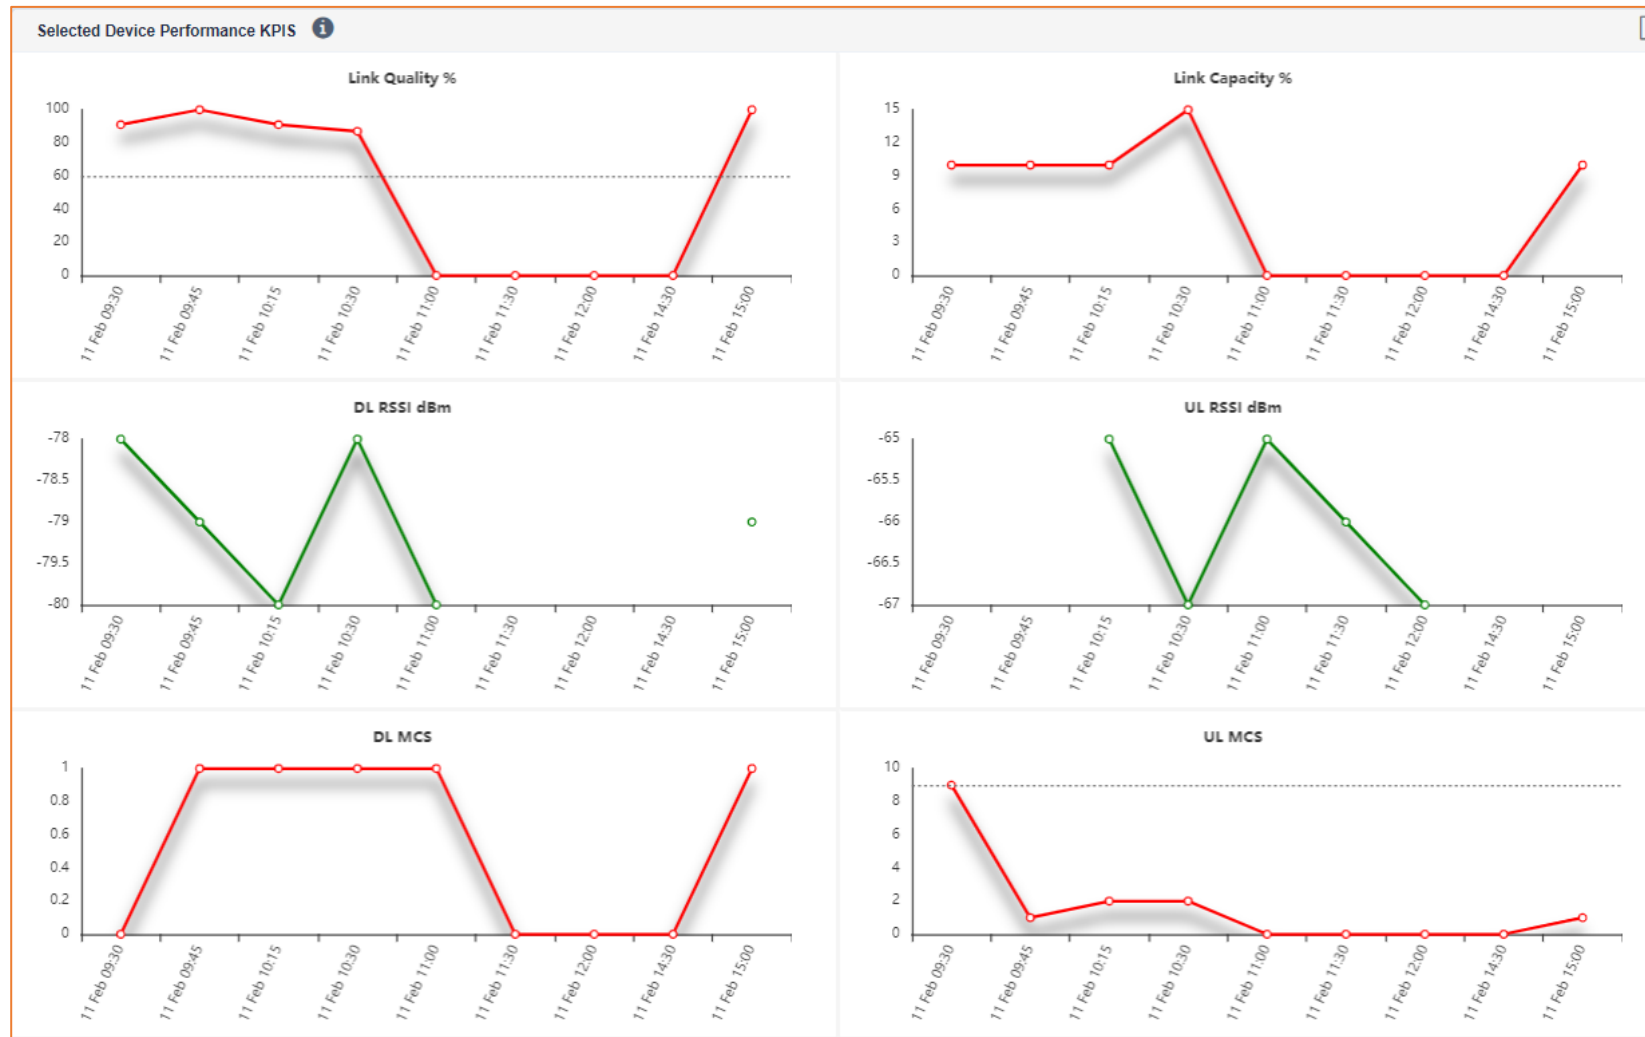 Selected Device Performance KPIS
Link Quality %
100
80
60
40
20
0
11 Feb 09:30
11 Feb 09:45
11 Feb 10:15
11 Feb 10:30
11 Feb 11:00
11 Feb 11:30
11 Feb 12:00
11 Feb 14:30
11 Feb 15:00
Link Capacity %
15
12
9
6
3
0
11 Feb 09:30
11 Feb 09:45
11 Feb 10:15
11 Feb 10:30
11 Feb 11:00
11 Feb 11:30
11 Feb 12:00
11 Feb 14:30
11 Feb 15:00
DL RSSI dBm
-78
-78.5
-79
-79.5
-80
11 Feb 09:30
11 Feb 09:45
11 Feb 10:15
11 Feb 10:30
11 Feb 11:00
11 Feb 11:30
11 Feb 12:00
11 Feb 14:30
11 Feb 15:00
UL RSSI dBm
-65
-65.5
-66
-66.5
-67
11 Feb 09:30
11 Feb 09:45
11 Feb 10:15
11 Feb 10:30
11 Feb 11:00
11 Feb 11:30
11 Feb 12:00
11 Feb 14:30
11 Feb 15:00
DL MCS
1
0.8
0.6
0.4
0.2
0
11 Feb 09:30
11 Feb 09:45
11 Feb 10:15
11 Feb 10:30
11 Feb 11:00
11 Feb 11:30
11 Feb 12:00
11 Feb 14:30
11 Feb 15:00
UL MCS
10
8
6
4
2
0
11 Feb 09:30
11 Feb 09:45
11 Feb 10:15
11 Feb 10:30
11 Feb 11:00
11 Feb 11:30
11 Feb 12:00
11 Feb 14:30
11 Feb 15:00